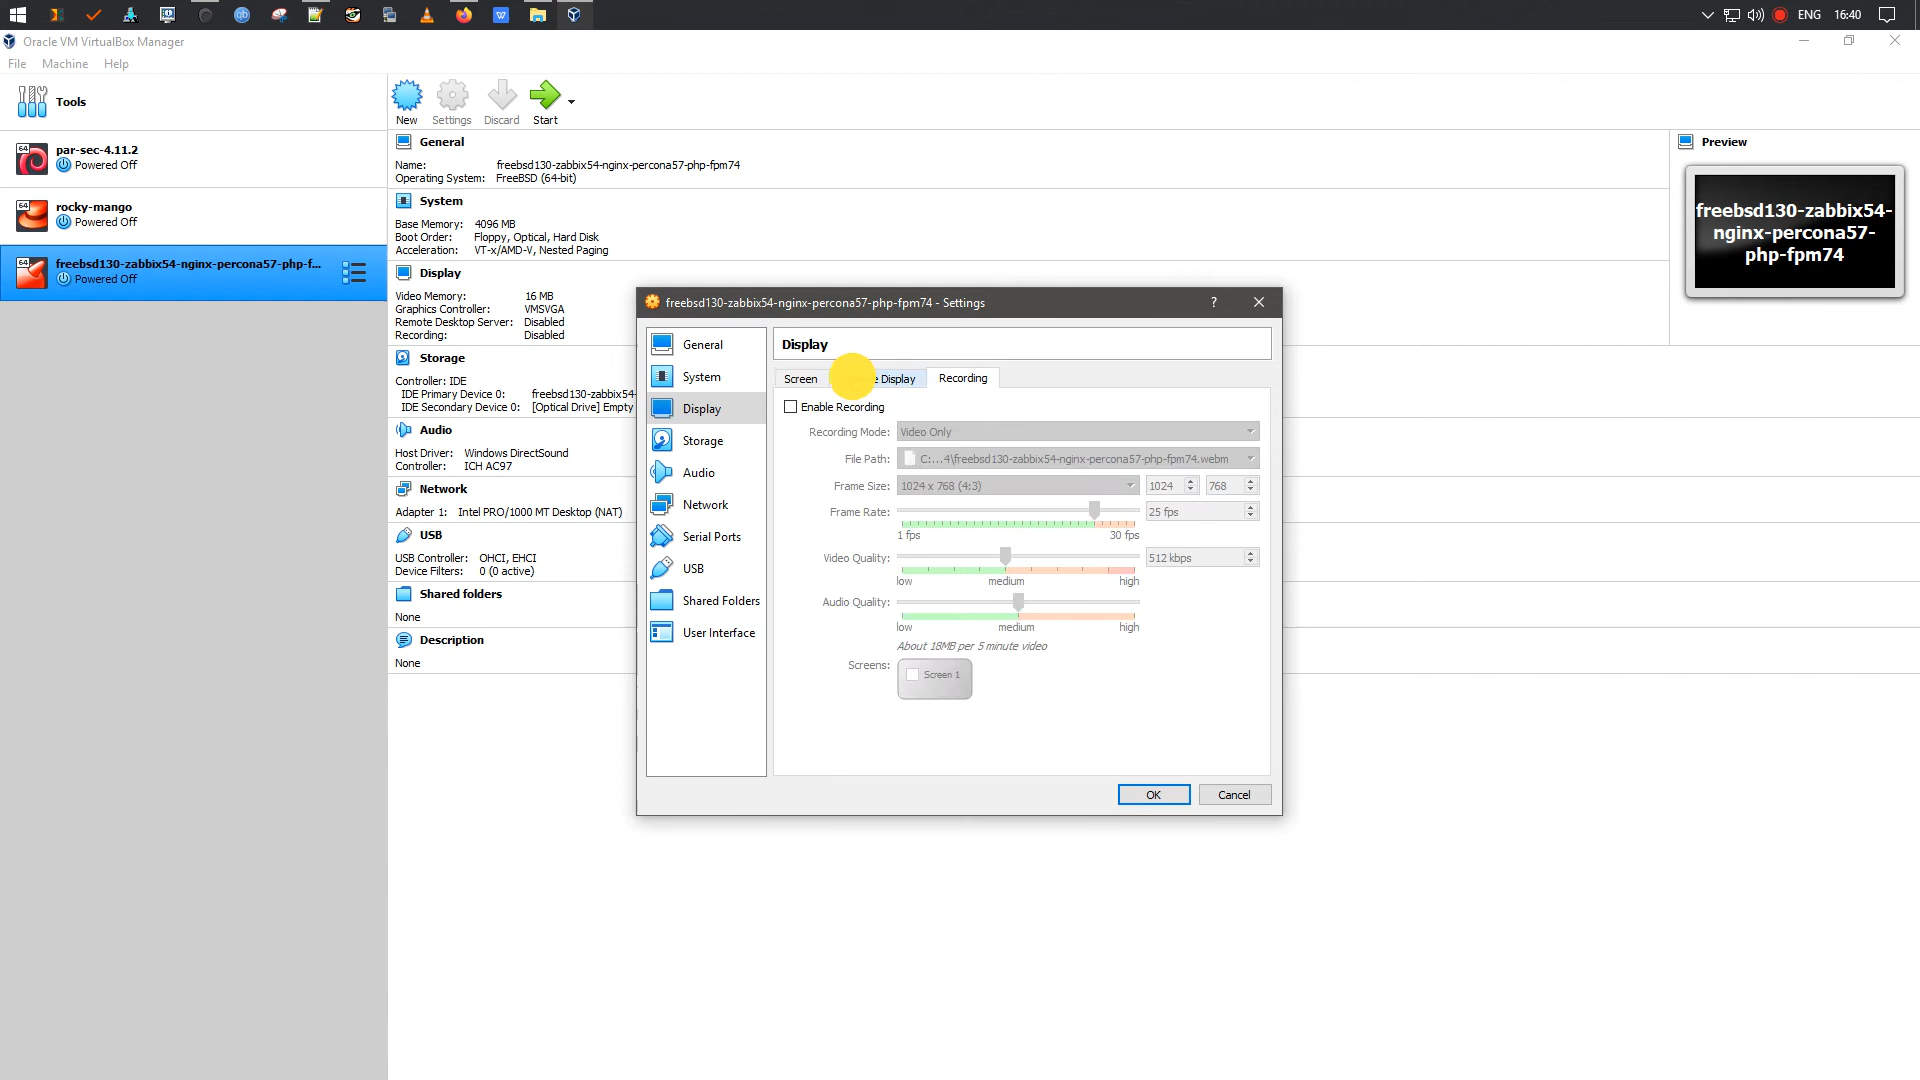 ENG 16:40
Oracle VM VirtualBox Manager
File Machine Help
Tools
New Settings Discard Start
64 par-sec-4.11.2
Powered Off
64 rocky-mango
Powered Off
64 freebsd130-zabbix54-nginx-percona57-php-f...
Powered Off
General
Name: freebsd130-zabbix54-nginx-percona57-php-fpm74
Operating System: FreeBSD (64-bit)
System
Base Memory: 4096 MB
Boot Order: Floppy, Optical, Hard Disk
Acceleration: VT-x/AMD-V, Nested Paging
Display
Video Memory: 16 MB
Graphics Controller: VMSVGA
Remote Desktop Server: Disabled
Recording: Disabled
Storage
Controller: IDE
IDE Primary Device 0: freebsd130-zabbix54-
IDE Secondary Device 0: [Optical Drive] Empty
Audio
Host Driver: Windows DirectSound
Controller: ICH AC97
Network
Adapter 1: Intel PRO/1000 MT Desktop (NAT)
USB
USB Controller: OHCI, EHCI
Device Filters: 0 (0 active)
Shared folders
None
Description
None
Preview
freebsd130-zabbix54-
nginx-percona57-
php-fpm74
freebsd130-zabbix54-nginx-percona57-php-fpm74 - Settings ?
General
System
Display
Storage
Audio
Network
Serial Ports
USB
Shared Folders
User Interface
Display
Screen Display Recording
Enable Recording
Recording Mode: Video Only
File Path: C:...4\freebsd130-zabbix54-nginx-percona57-php-fpm74.webm
Frame Size: 1024 x 768 (4:3) 1024 768
Frame Rate: 25 fps
1 fps 30 fps
Video Quality: 512 kbps
low medium high
Audio Quality:
low medium high
About 18MB per 5 minute video
Screens: Screen 1
OK Cancel